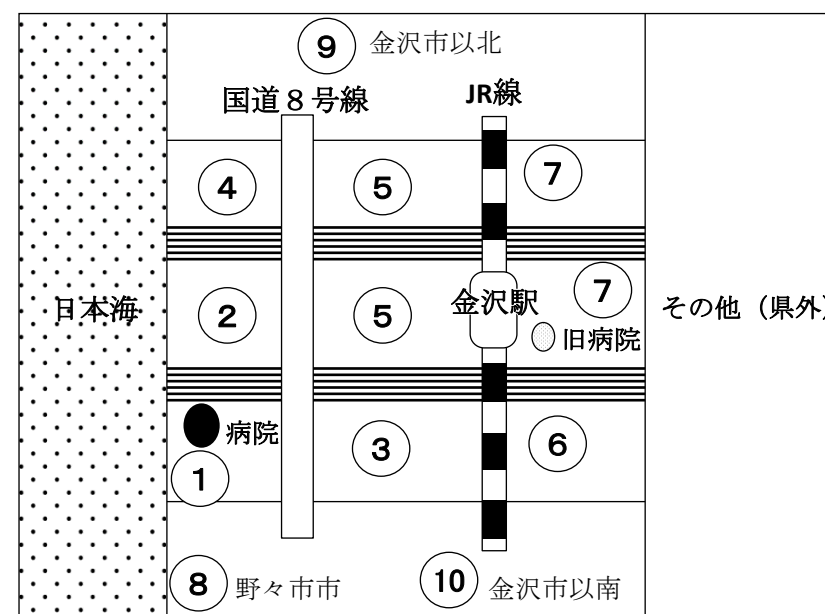 ⑨ 金沢市以北
国道８号線
JR線
④
⑤
⑦
日本海
②
⑤
金沢駅
⑦
旧病院
その他（県外）
病院
①
③
⑥
⑧ 野々市市
⑩ 金沢市以南